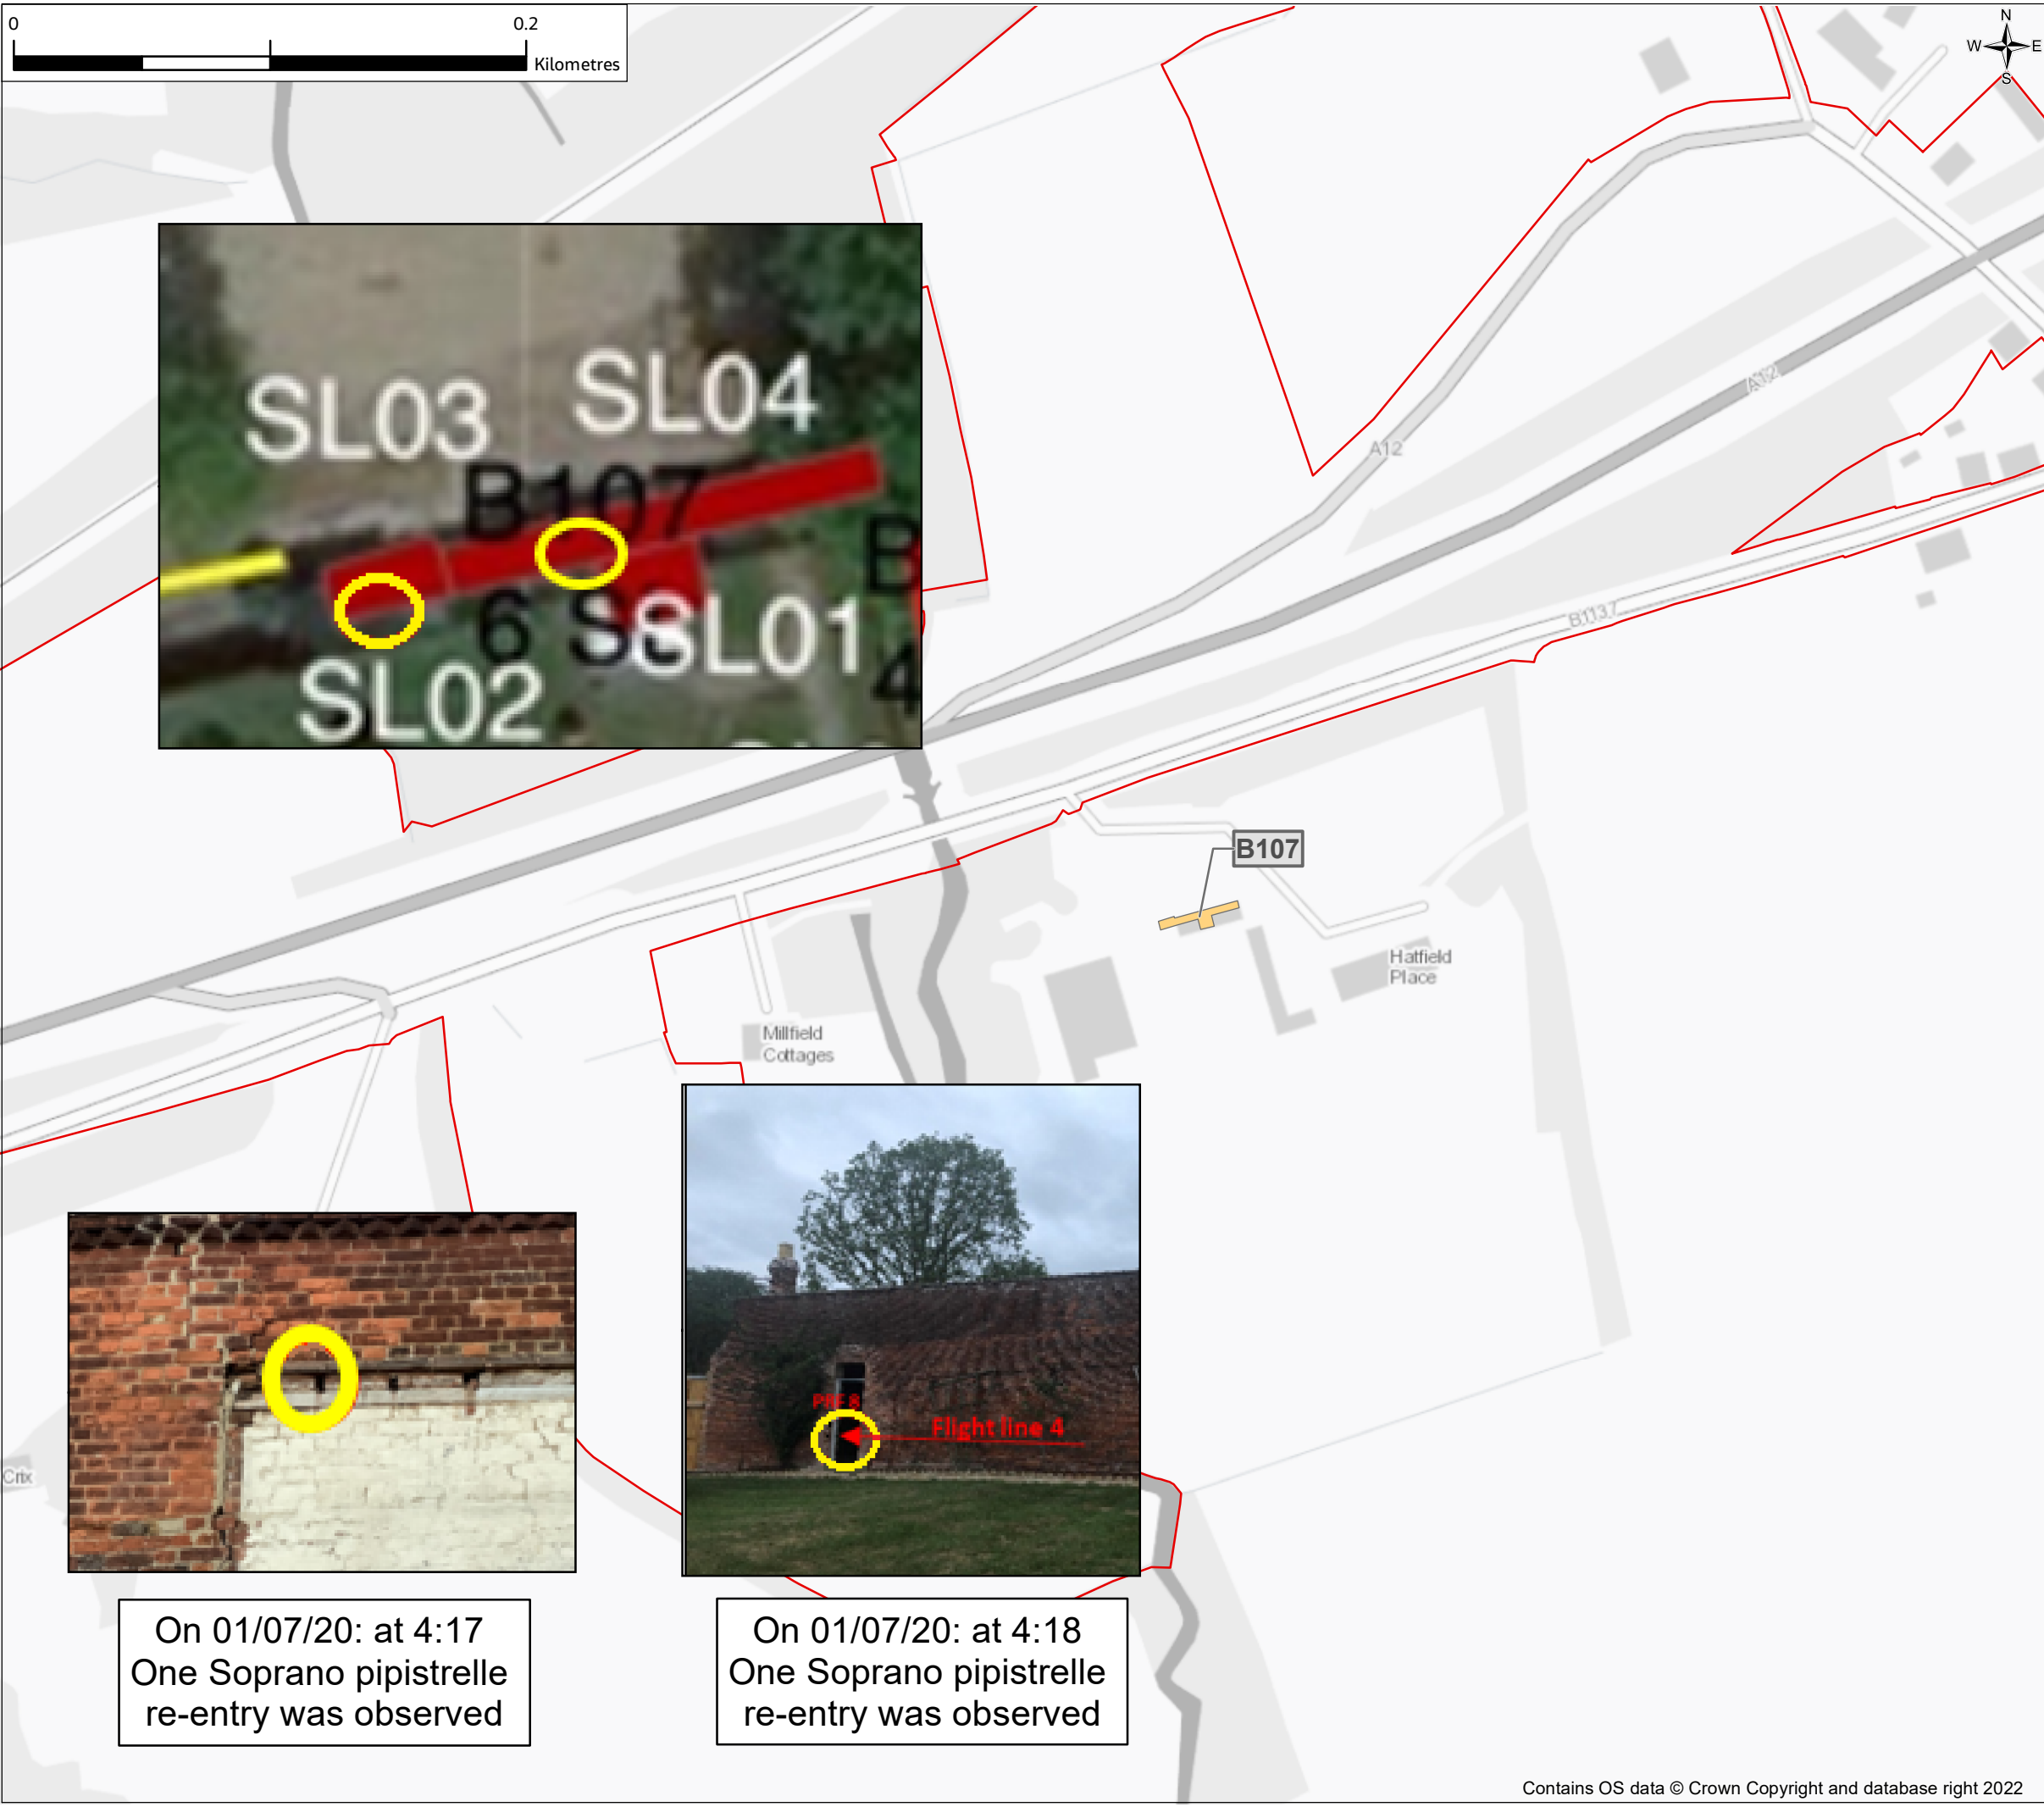 0 0.2
Kilometres
N
W E
S
SL03
SL04
B107
B
6
SL01
4
SL02
A12
A12
B1137
B107
Hatfield
Place
Millfield
Cottages
Crix
PRF 8
Flight line 4
On 01/07/20: at 4:17
One Soprano pipistrelle
re-entry was observed
On 01/07/20: at 4:18
One Soprano pipistrelle
re-entry was observed
Contains OS data © Crown Copyright and database right 2022